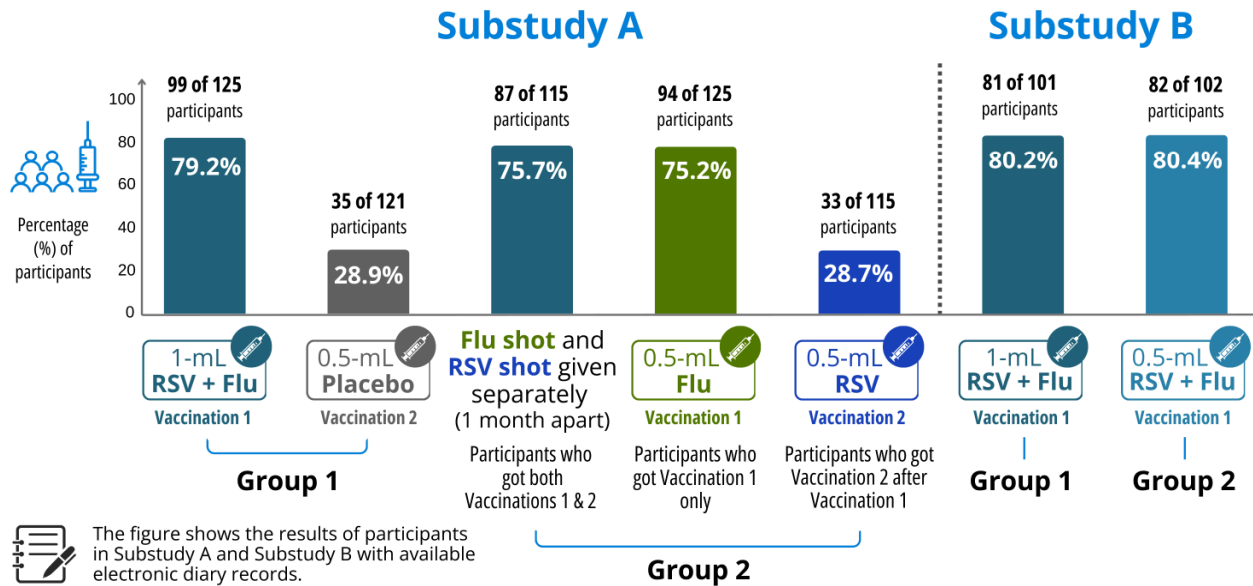 Substudy A
Substudy B
Percentage
(%) of
participants
100
80
60
40
20
0
99 of 125
participants
79.2%
35 of 121
participants
28.9%
87 of 115
participants
75.7%
94 of 125
participants
75.2%
33 of 115
participants
28.7%
81 of 101
participants
80.2%
82 of 102
participants
80.4%
1-mL
RSV + Flu
Vaccination 1
0.5-mL
Placebo
Vaccination 2
Group 1
Flu shot and
RSV shot given
separately
(1 month apart)
Participants who
got both
Vaccinations 1 & 2
0.5-mL
Flu
Vaccination 1
Participants who
got Vaccination 1
only
0.5-mL
RSV
Vaccination 2
Participants who got
Vaccination 2 after
Vaccination 1
Group 2
1-mL
RSV + Flu
Vaccination 1
Group 1
0.5-mL
RSV + Flu
Vaccination 1
Group 2
The figure shows the results of participants
in Substudy A and Substudy B with available
electronic diary records.